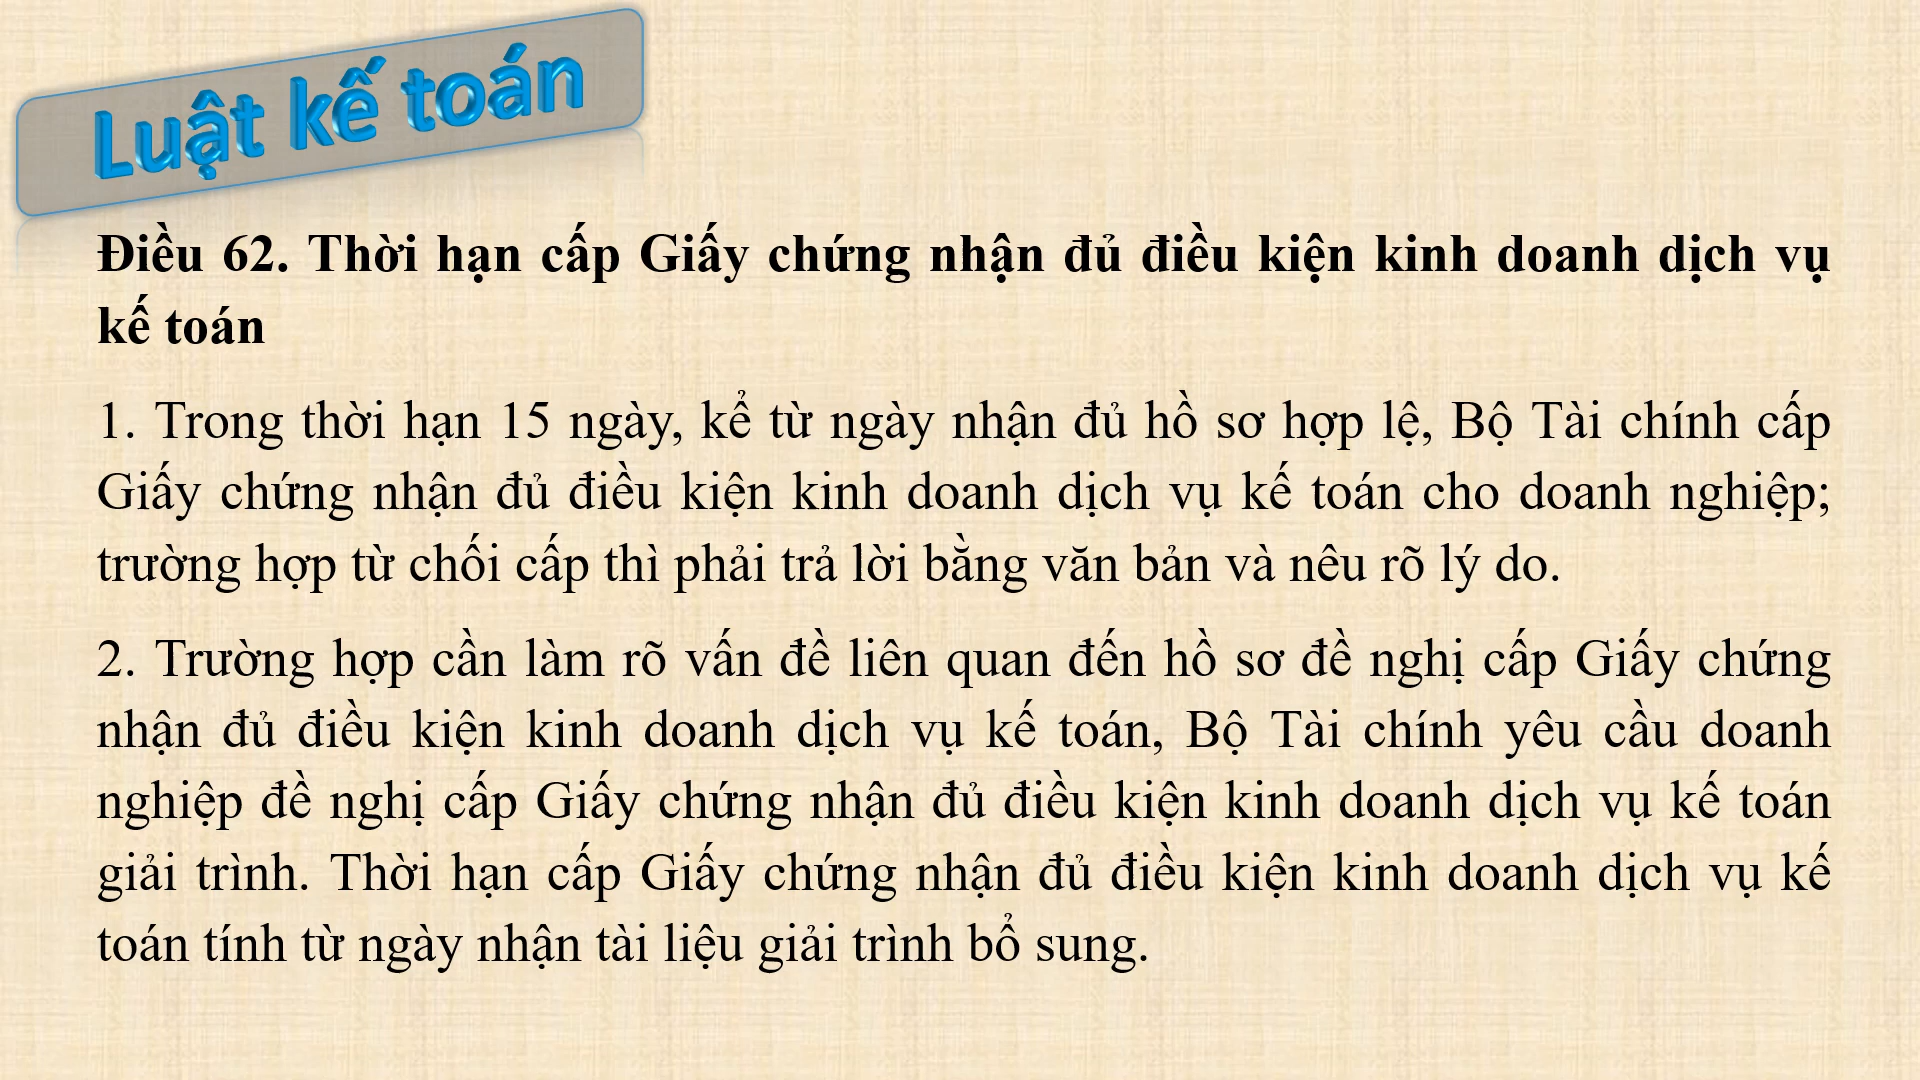 Luật kế toán
Điều 62. Thời hạn cấp Giấy chứng nhận đủ điều kiện kinh doanh dịch vụ
kế toán
1. Trong thời hạn 15 ngày, kể từ ngày nhận đủ hồ sơ hợp lệ, Bộ Tài chính cấp
Giấy chứng nhận đủ điều kiện kinh doanh dịch vụ kế toán cho doanh nghiệp;
trường hợp từ chối cấp thì phải trả lời bằng văn bản và nêu rõ lý do.
2. Trường hợp cần làm rõ vấn đề liên quan đến hồ sơ đề nghị cấp Giấy chứng
nhận đủ điều kiện kinh doanh dịch vụ kế toán, Bộ Tài chính yêu cầu doanh
nghiệp đề nghị cấp Giấy chứng nhận đủ điều kiện kinh doanh dịch vụ kế toán
giải trình. Thời hạn cấp Giấy chứng nhận đủ điều kiện kinh doanh dịch vụ kế
toán tính từ ngày nhận tài liệu giải trình bổ sung.